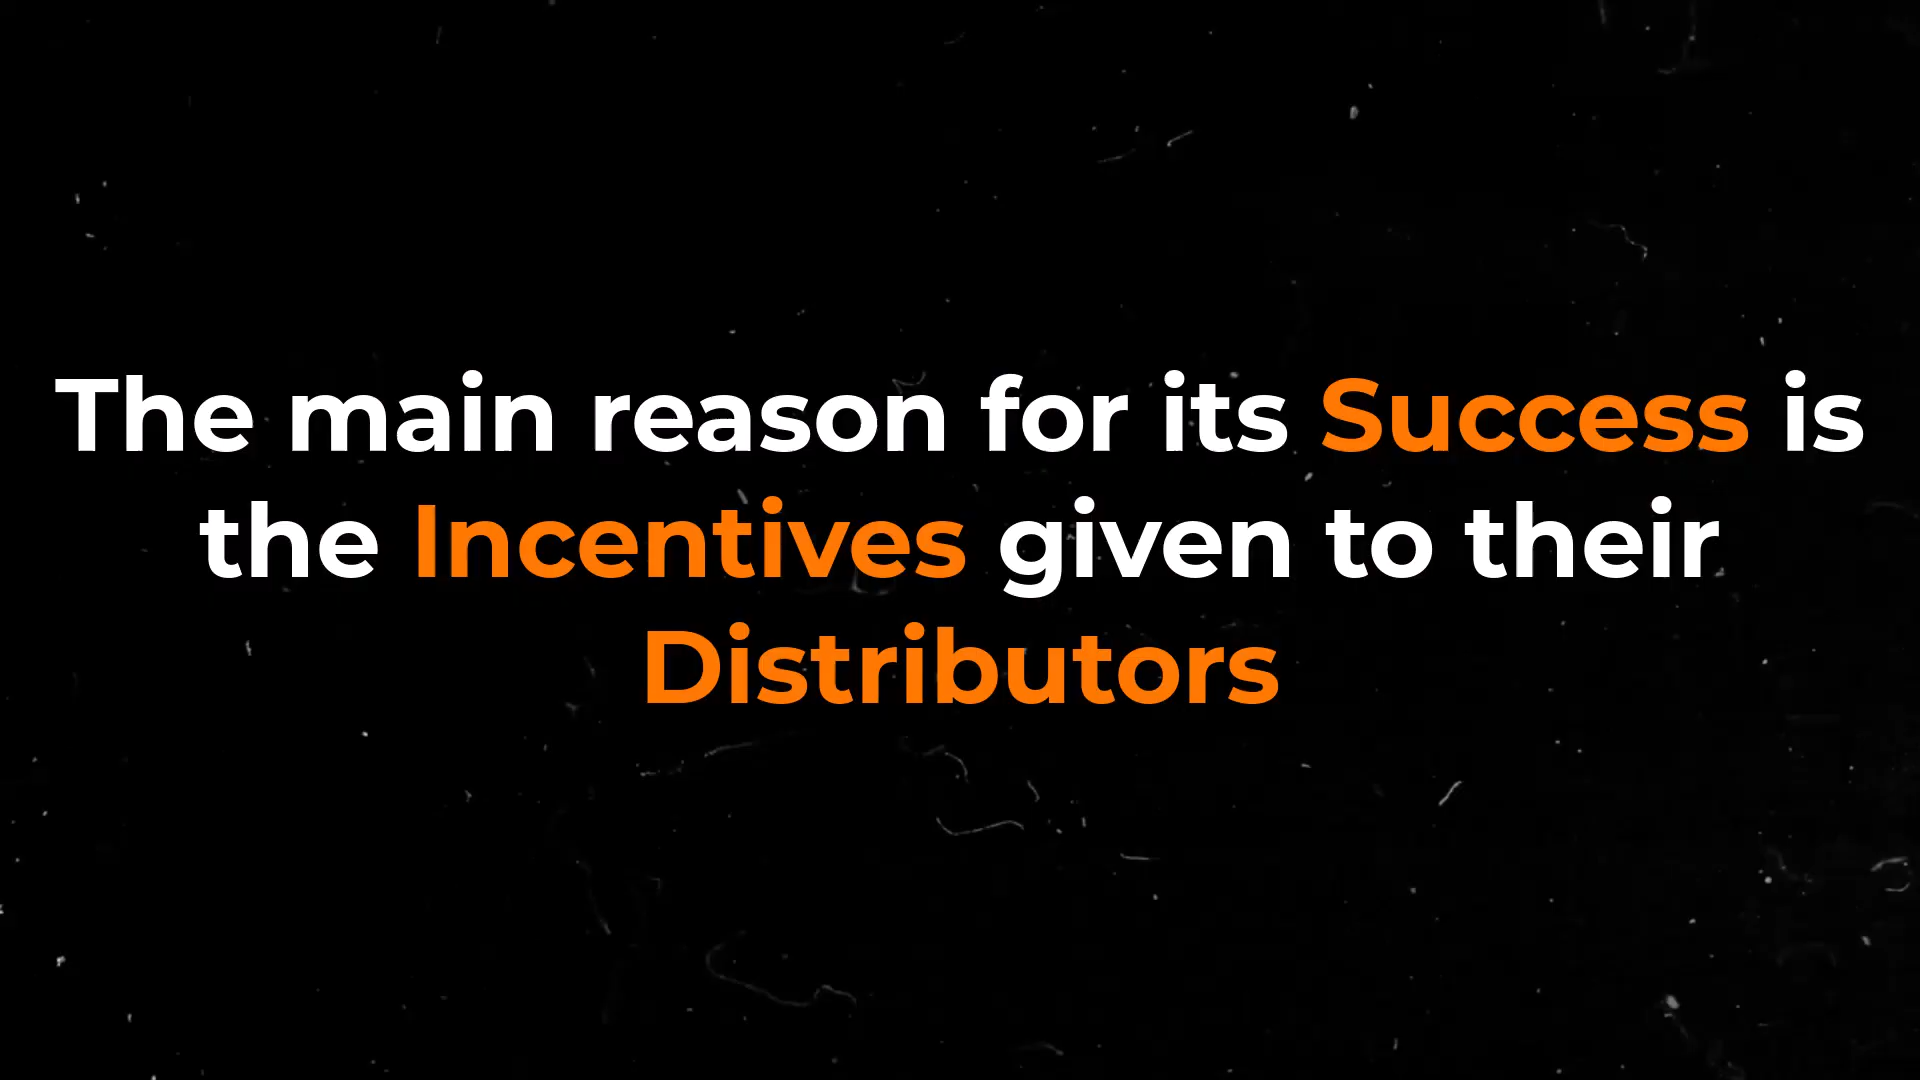 The main reason for its Success is
the Incentives given to their
Distributors